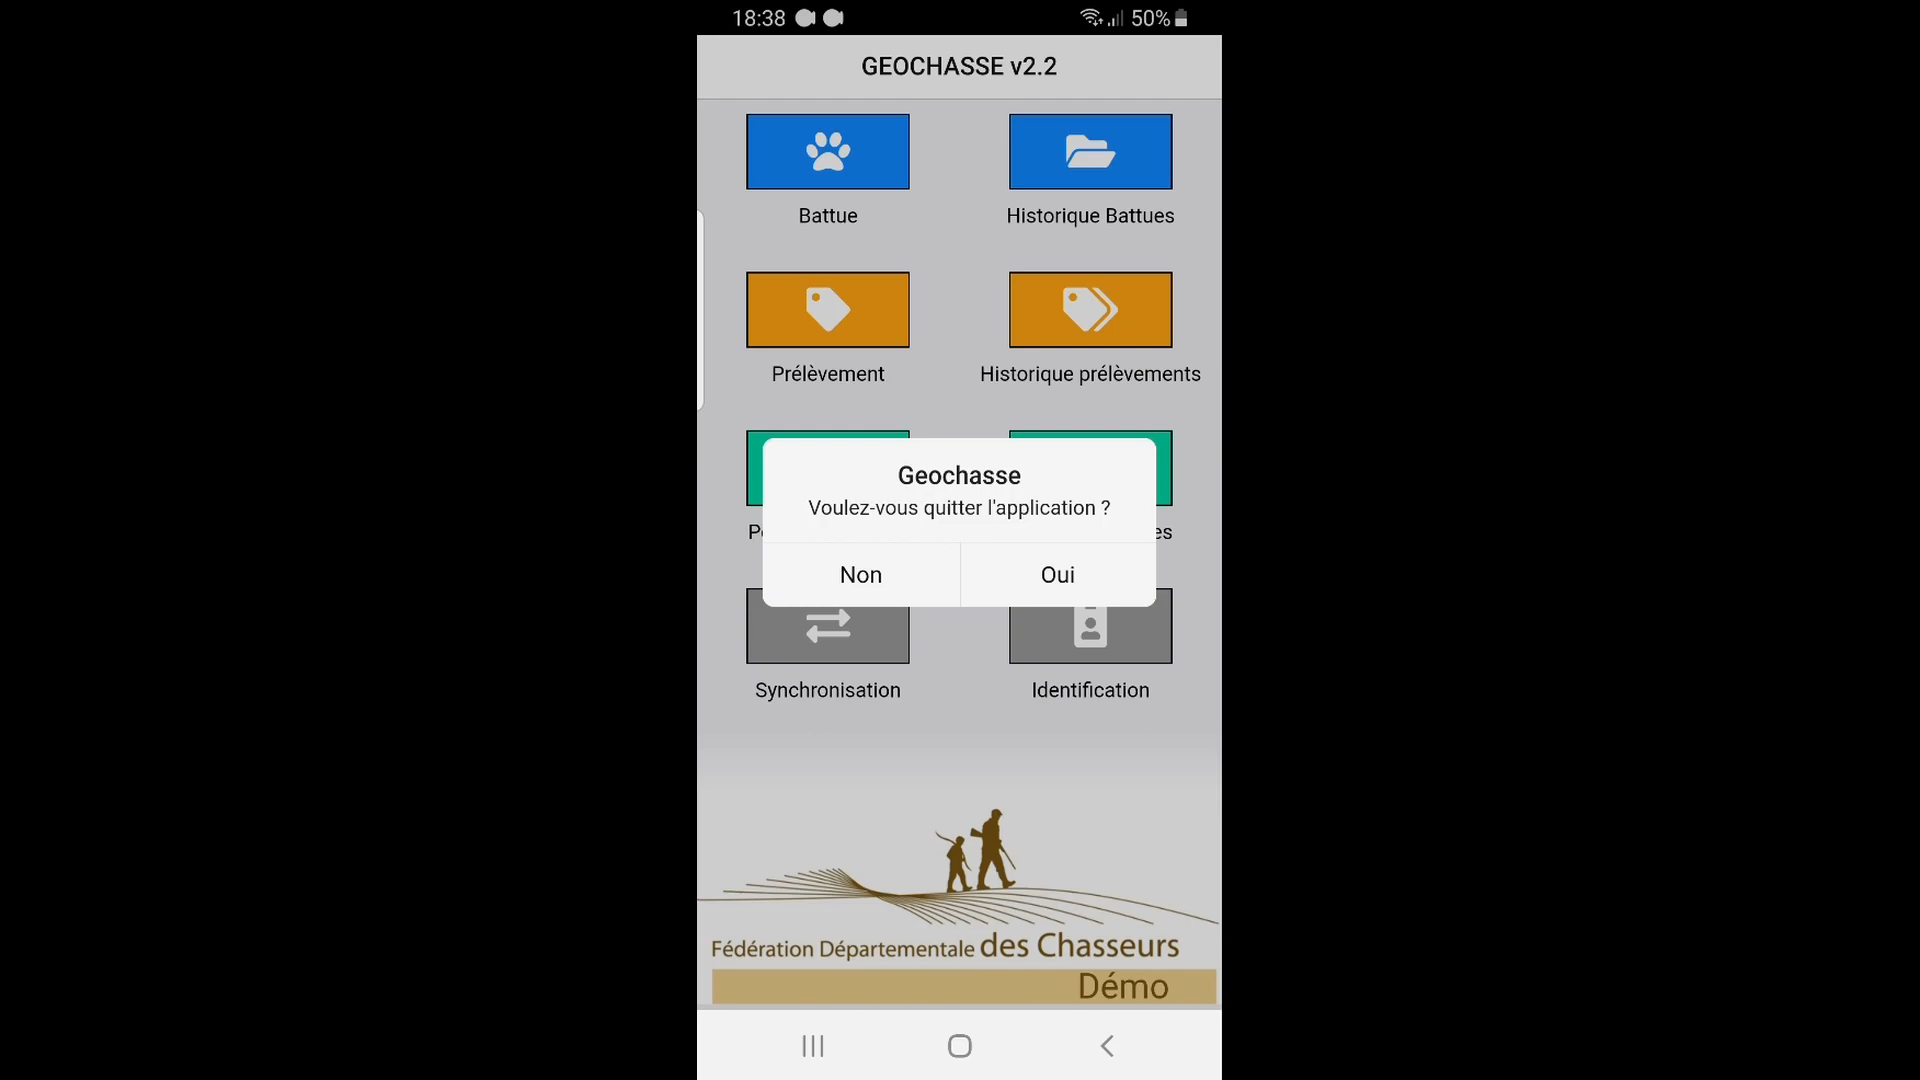 18:38
50%
GEOCHASSE v2.2
Battue
Historique Battues
Prélèvement
Historique prélèvements
Geochasse
Voulez-vous quitter l'application ?
Non
Oui
Synchronisation
Identification
Fédération Départementale des Chasseurs
Démo